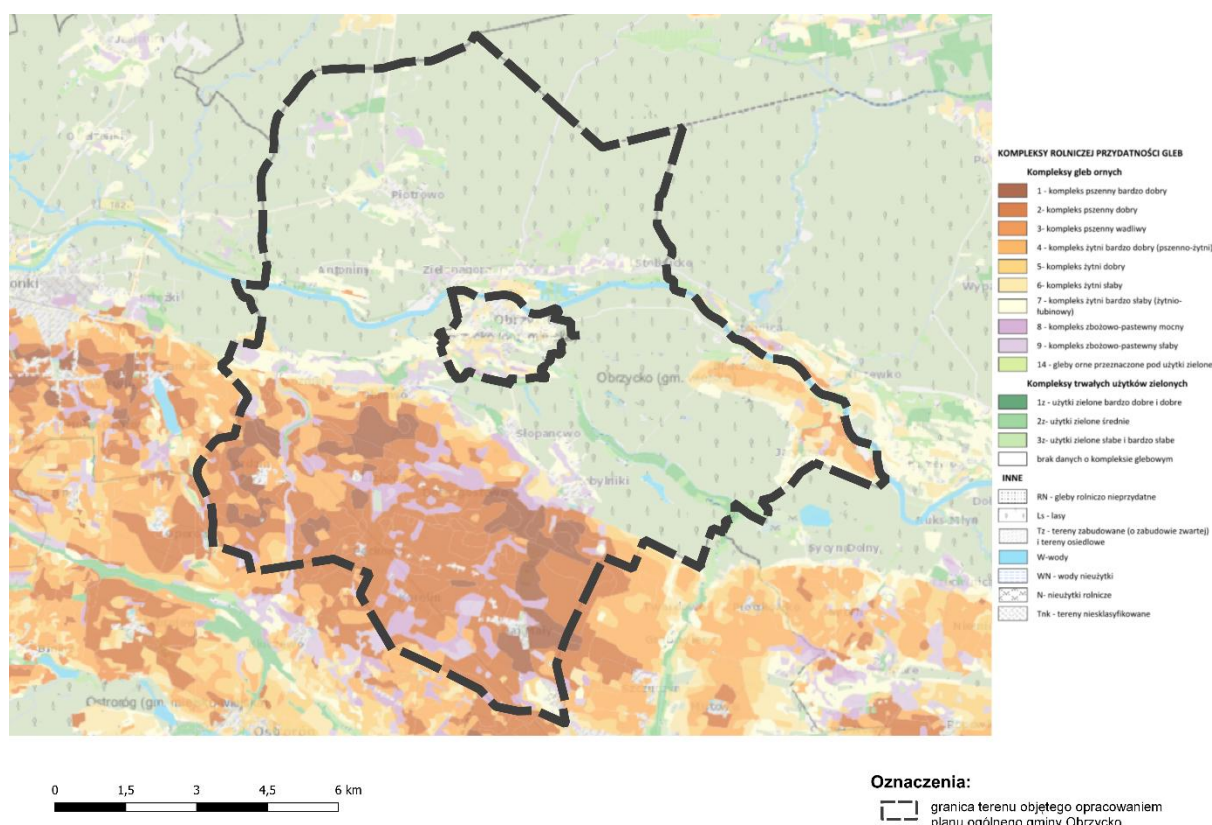 182
Piotrowo
Antoniny
Obrzycko (gm.
Słopanowo
Sycyn Dolny
Ostroróg (gm.
KOMPLEKSY ROLNICZEJ PRZYDATNOŚCI GLEB
Kompleksy gleb ornych
1 - kompleks pszenny bardzo dobry
2- kompleks pszenny dobry
3- kompleks pszenny wadliwy
4 - kompleks żytni bardzo dobry (pszenno-żytni)
5- kompleks żytni dobry
6- kompleks żytni słaby
7 - kompleks żytni bardzo słaby (żytnio-
łubinowy)
8 - kompleks zbożowo-pastewny mocny
9 - kompleks zbożowo-pastewny słaby
14 - gleby orne przeznaczone pod użytki zielone
Kompleksy trwałych użytków zielonych
1z - użytki zielone bardzo dobre i dobre
2z- użytki zielone średnie
3z- użytki zielone słabe i bardzo słabe
brak danych o kompleksie glebowym
INNE
RN - gleby rolniczo nieprzydatne
Ls - lasy
Tz - tereny zabudowane (o zabudowie zwartej)
i tereny osiedlowe
W-wody
WN - wody nieużytki
N- nieużytki rolnicze
Tnk - tereny niesklasyfikowane
0 1,5 3 4,5 6 km
Oznaczenia:
granica terenu objętego opracowaniem
planu ogólnego gminy Obrzycko